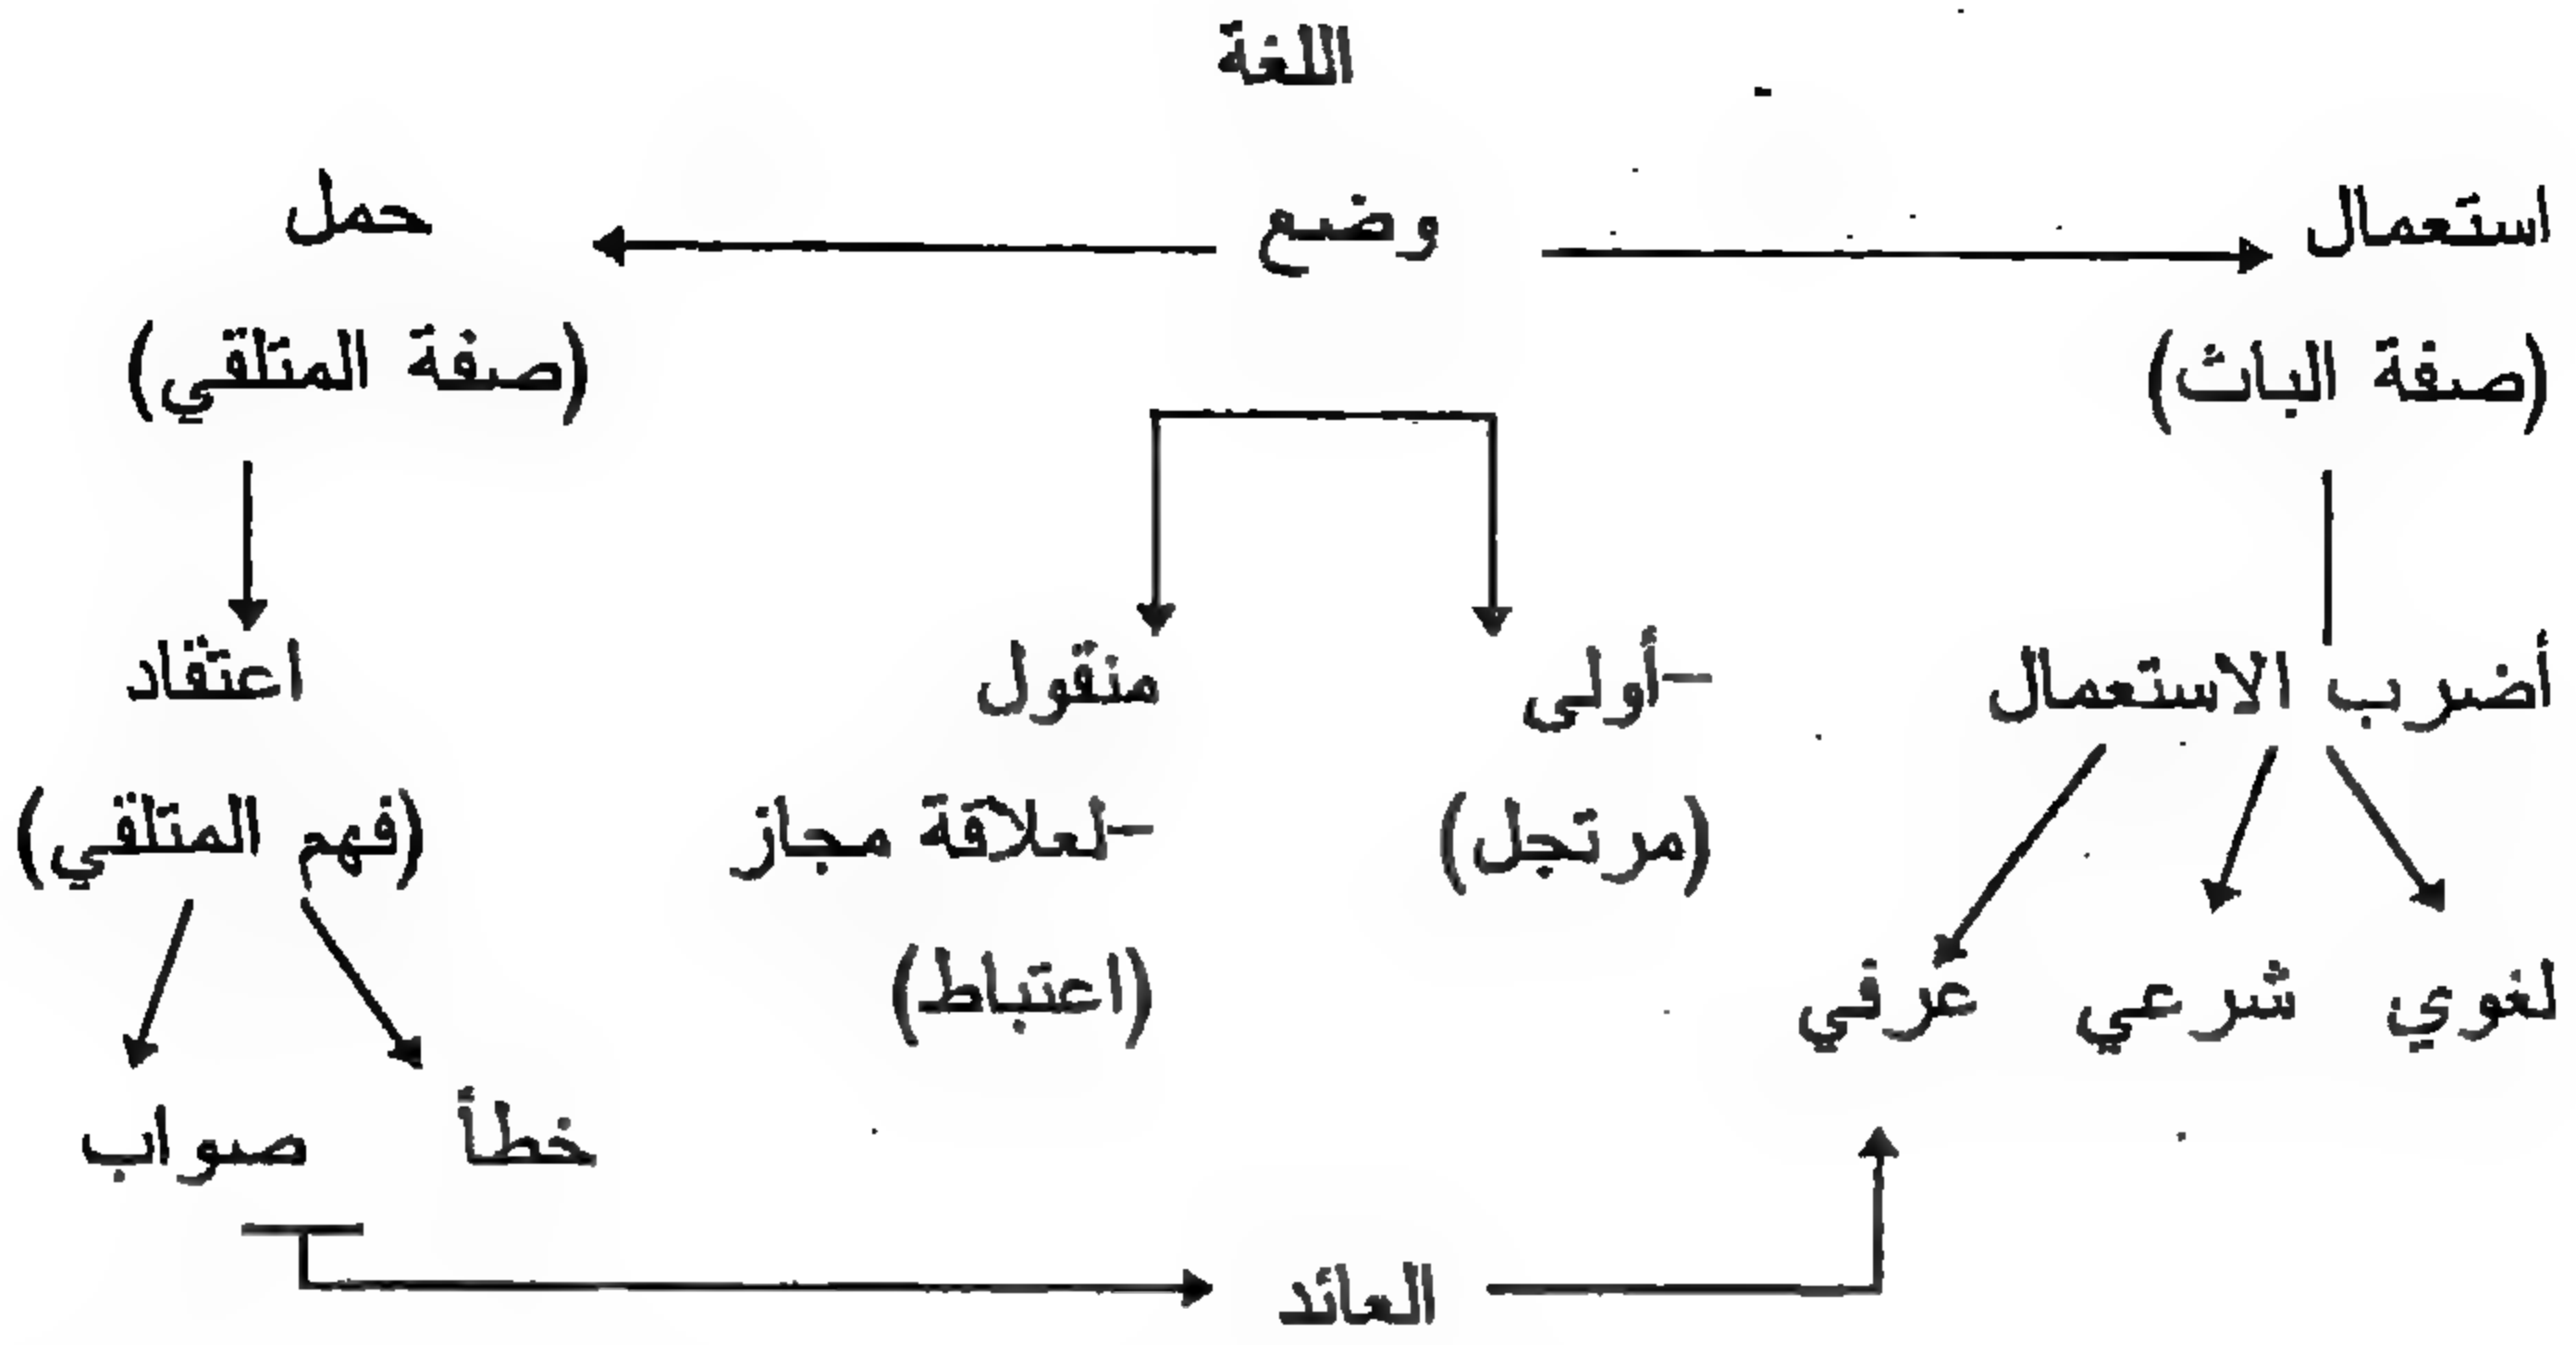 اللغة
استعمال وضع حمل
(صفة الباث) (صفة المتلقي)
أضرب الاستعمال -أولى منقول اعتقاد
(مرتجل) -لعلاقة مجاز (فهم المتلقي)
لغوي شرعي عرفي (اعتباط)
خطأ صواب
العائد